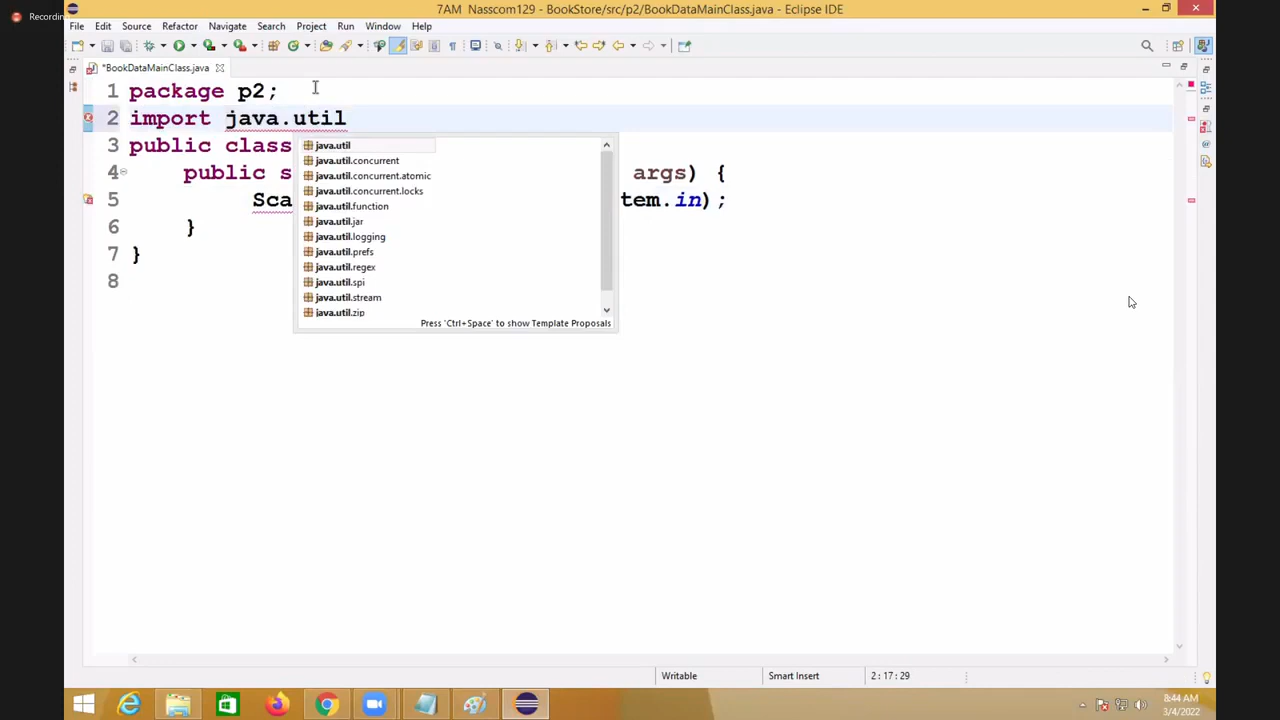 Recording
7AM Nasscom129 - BookStore/src/p2/BookDataMainClass.java - Eclipse IDE
File Edit Source Refactor Navigate Search Project Run Window Help
*BookDataMainClass.java
1 package p2;
2 import java.util
3 public class
4 public s args) {
5 Sca tem.in);
6 }
7 }
8
java.util
java.util.concurrent
java.util.concurrent.atomic
java.util.concurrent.locks
java.util.function
java.util.jar
java.util.logging
java.util.prefs
java.util.regex
java.util.spi
java.util.stream
java.util.zip
Press 'Ctrl+Space' to show Template Proposals
Writable Smart Insert 2 : 17 : 29
8:44 AM
3/4/2022